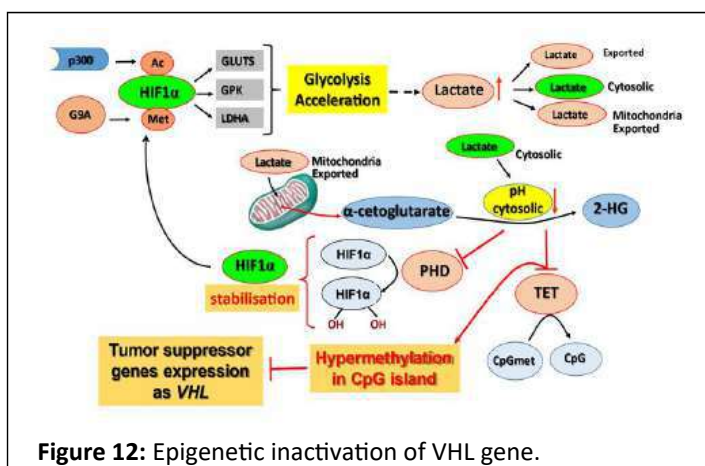 p300
Ac
HIF1α
G9A
Met
GLUTS
GPK
LDHA
Glycolysis
Acceleration
Lactate
Lactate
Exported
Lactate
Cytosolic
Lactate
Mitochondria
Exported
Lactate
Mitochondria
Exported
Lactate
Cytosolic
α-cetoglutarate
pH
cytosolic
2-HG
HIF1α
stabilisation
HIF1α
HIF1α
OH
OH
PHD
TET
CpGmet
CpG
Tumor suppressor
genes expression
as VHL
Hypermethylation
in CpG island
Figure 12: Epigenetic inactivation of VHL gene.